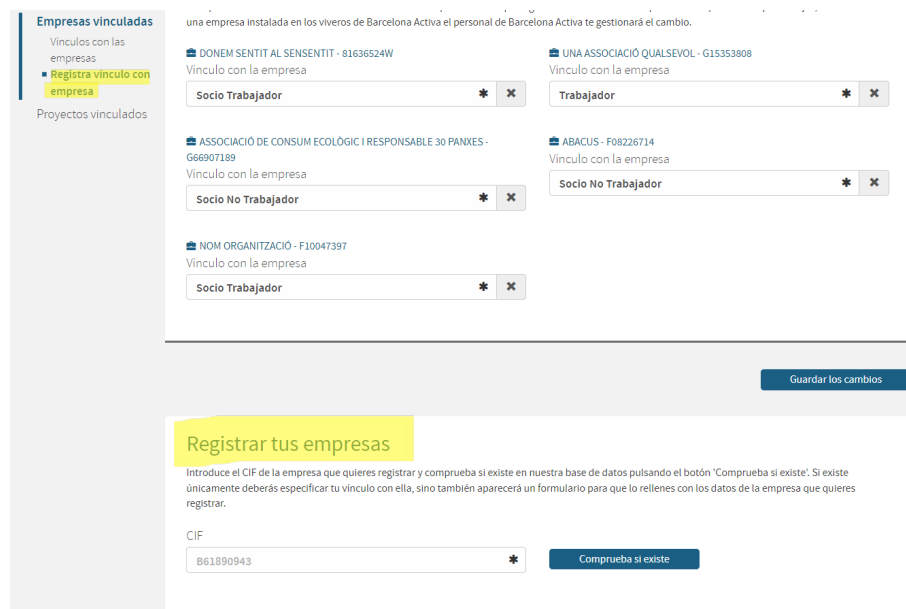 una empresa instalada en los viveros de Barcelona Activa el personal de Barcelona Activa te gestionará el cambio.
Empresas vinculadas
Vínculos con las
empresas
Registra vínculo con
empresa
Proyectos vinculados
DONEM SENTIT AL SENSENTIT - 81636524W
Vinculo con la empresa
Socio Trabajador
UNA ASSOCIACIÓ QUALSEVOL - G15353808
Vinculo con la empresa
Trabajador
ASSOCIACIÓ DE CONSUM ECOLÒGIC I RESPONSABLE 30 PANXES -
G66907189
Vinculo con la empresa
Socio No Trabajador
ABACUS - F08226714
Vinculo con la empresa
Socio No Trabajador
NOM ORGANITZACIÓ - F10047397
Vinculo con la empresa
Socio Trabajador
Guardar los cambios
Registrar tus empresas
Introduce el CIF de la empresa que quieres registrar y comprueba si existe en nuestra base de datos pulsando el botón 'Comprueba si existe'. Si existe
únicamente deberás especificar tu vínculo con ella, sino también aparecerá un formulario para que lo rellenes con los datos de la empresa que quieres
registrar.
CIF
B61890943
Comprueba si existe